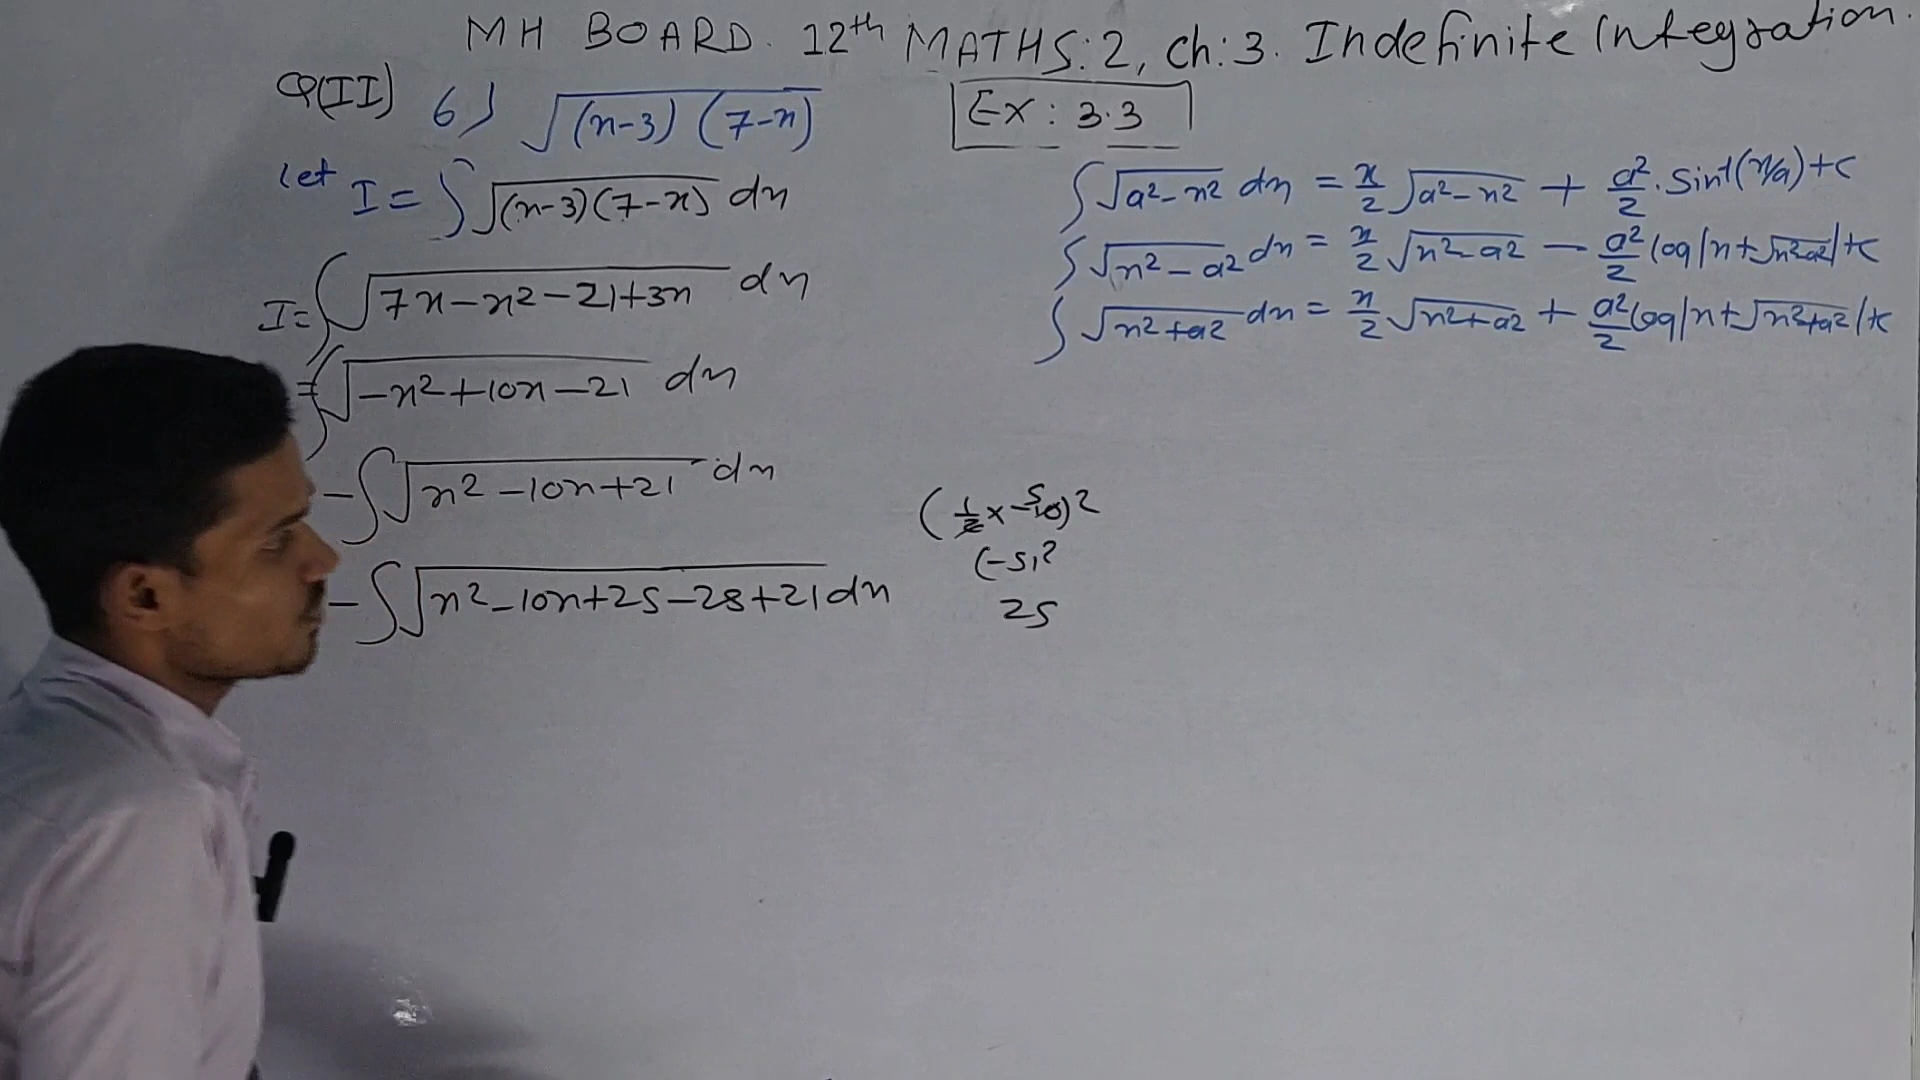 MH BOARD. 12th MATHS:2, Ch:3. Indefinite Integration.
Q(II) 6) √(x-3)(7-x)
Ex: 3.3
let I = ∫√(x-3)(7-x) dx
I = ∫√7x-x²-21+3x dx
= ∫√-x²+10x-21 dx
-∫√x²-10x+21 dx
-∫√x²-10x+25-25+21 dx
∫√a²-x² dx = x/2 √a²-x² + a²/2 . Sin⁻¹(x/a)+c
∫√x²-a² dx = x/2 √x²-a² - a²/2 log|x+√x²-a²|+c
∫√x²+a² dx = x/2 √x²+a² + a²/2 log|x+√x²+a²|+c
(1/2 x -10 5)²
(-5)²
25